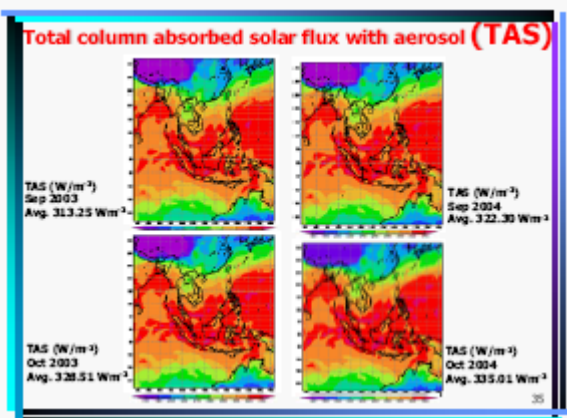 Total column absorbed solar flux with aerosol (TAS)
TAS (W/m⁻²)
Sep 2003
Avg. 313.25 Wm⁻²
TAS (W/m⁻²)
Sep 2004
Avg. 322.30 Wm⁻²
TAS (W/m⁻²)
Oct 2003
Avg. 328.51 Wm⁻²
TAS (W/m⁻²)
Oct 2004
Avg. 335.01 Wm⁻²
35